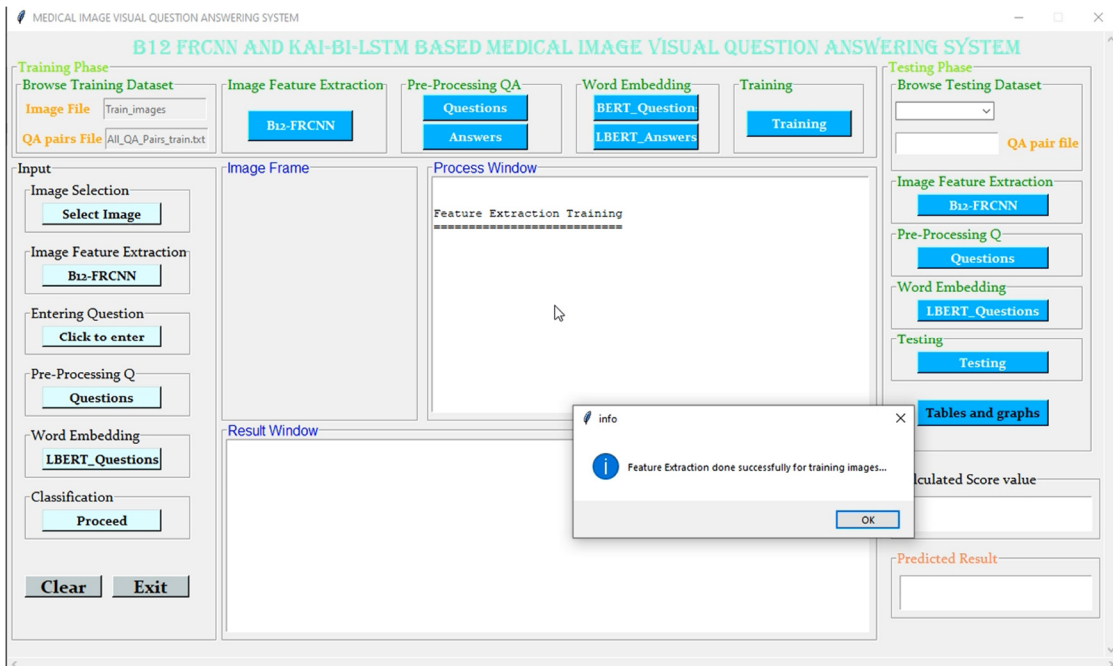 MEDICAL IMAGE VISUAL QUESTION ANSWERING SYSTEM
B12 FRCNN AND KAI-BI-LSTM BASED MEDICAL IMAGE VISUAL QUESTION ANSWERING SYSTEM
Training Phase
Browse Training Dataset
Image File
Train_images
QA pairs File
All_QA_Pairs_train.txt
Image Feature Extraction
B12-FRCNN
Pre-Processing QA
Questions
Answers
Word Embedding
BERT_Question
LBERT_Answers
Training
Training
Testing Phase
Browse Testing Dataset
QA pair file
Image Feature Extraction
B12-FRCNN
Pre-Processing Q
Questions
Word Embedding
LBERT_Questions
Testing
Testing
Tables and graphs
Input
Image Selection
Select Image
Image Feature Extraction
B12-FRCNN
Entering Question
Click to enter
Pre-Processing Q
Questions
Word Embedding
LBERT_Questions
Classification
Proceed
Clear
Exit
Image Frame
Process Window
Feature Extraction Training
===========================
Result Window
info
Feature Extraction done successfully for training images...
OK
lculated Score value
Predicted Result